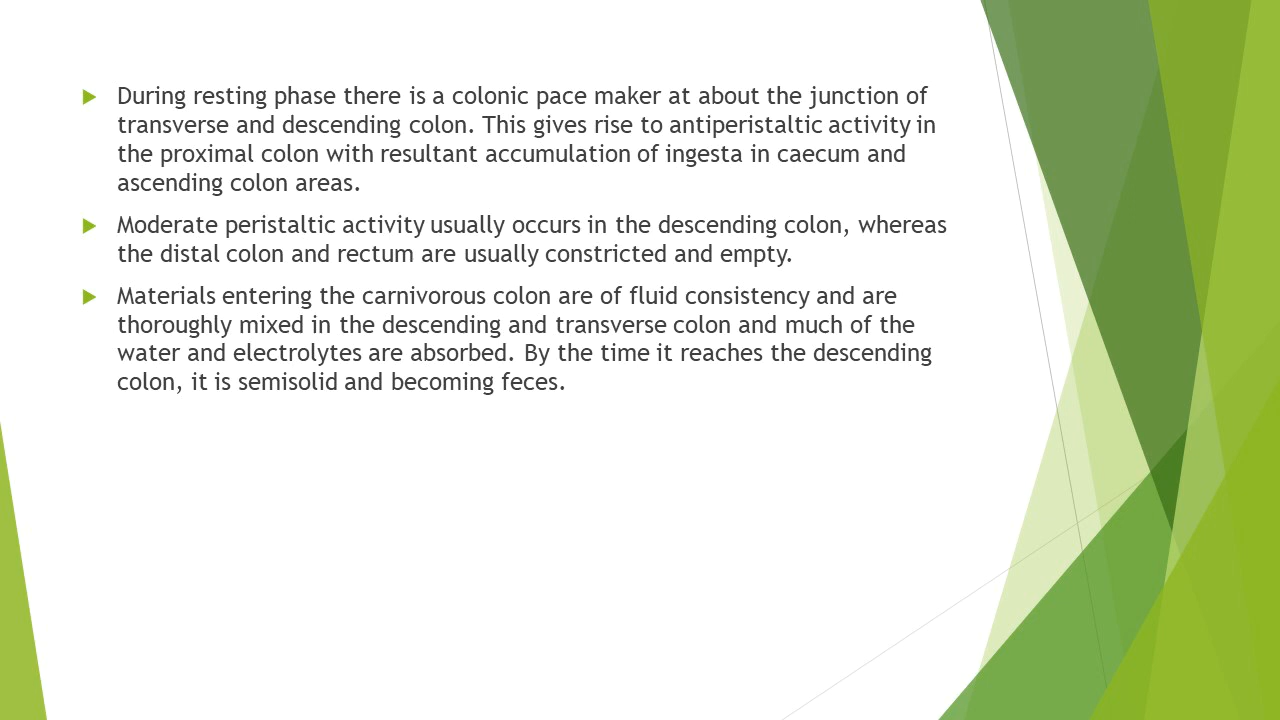 During resting phase there is a colonic pace maker at about the junction of
transverse and descending colon. This gives rise to antiperistaltic activity in
the proximal colon with resultant accumulation of ingesta in caecum and
ascending colon areas.
Moderate peristaltic activity usually occurs in the descending colon, whereas
the distal colon and rectum are usually constricted and empty.
Materials entering the carnivorous colon are of fluid consistency and are
thoroughly mixed in the descending and transverse colon and much of the
water and electrolytes are absorbed. By the time it reaches the descending
colon, it is semisolid and becoming feces.